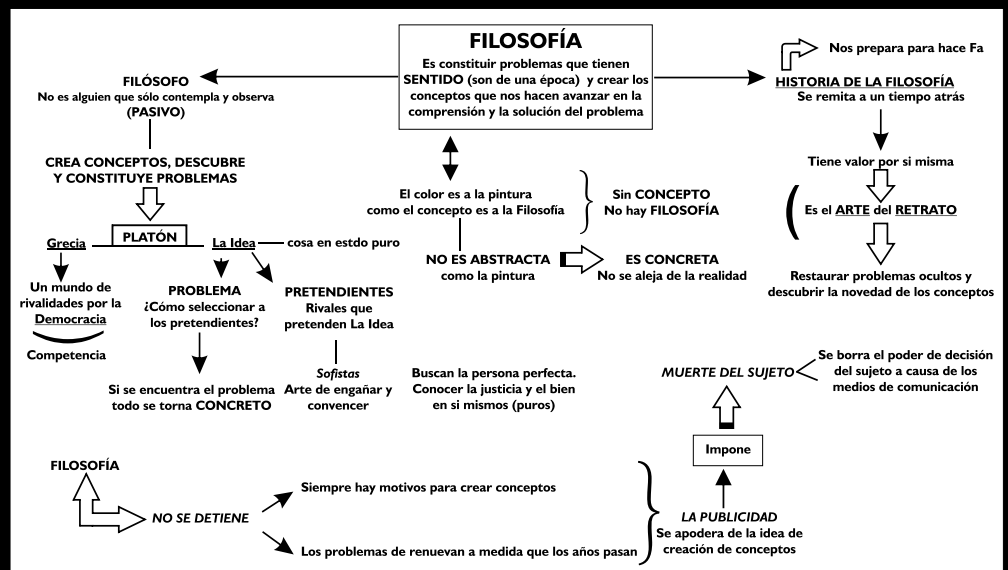 FILOSOFÍA
Es constituir problemas que tienen
SENTIDO (son de una época) y crear los
conceptos que nos hacen avanzar en la
comprensión y la solución del problema
FILÓSOFO
No es alguien que sólo contempla y observa
(PASIVO)
CREA CONCEPTOS, DESCUBRE
Y CONSTITUYE PROBLEMAS
PLATÓN
Grecia
Un mundo de
rivalidades por la
Democracia
Competencia
La Idea
cosa en estdo puro
PROBLEMA
¿Cómo seleccionar a
los pretendientes?
Si se encuentra el problema
todo se torna CONCRETO
PRETENDIENTES
Rivales que
pretenden La Idea
Sofistas
Arte de engañar y
convencer
Buscan la persona perfecta.
Conocer la justicia y el bien
en si mismos (puros)
El color es a la pintura
como el concepto es a la Filosofía
Sin CONCEPTO
No hay FILOSOFÍA
NO ES ABSTRACTA
como la pintura
ES CONCRETA
No se aleja de la realidad
Nos prepara para hace Fa
HISTORIA DE LA FILOSOFÍA
Se remita a un tiempo atrás
Tiene valor por si misma
Es el ARTE del RETRATO
Restaurar problemas ocultos y
descubrir la novedad de los conceptos
MUERTE DEL SUJETO
Se borra el poder de decisión
del sujeto a causa de los
medios de comunicación
Impone
LA PUBLICIDAD
Se apodera de la idea de
creación de conceptos
FILOSOFÍA
NO SE DETIENE
Siempre hay motivos para crear conceptos
Los problemas de renuevan a medida que los años pasan